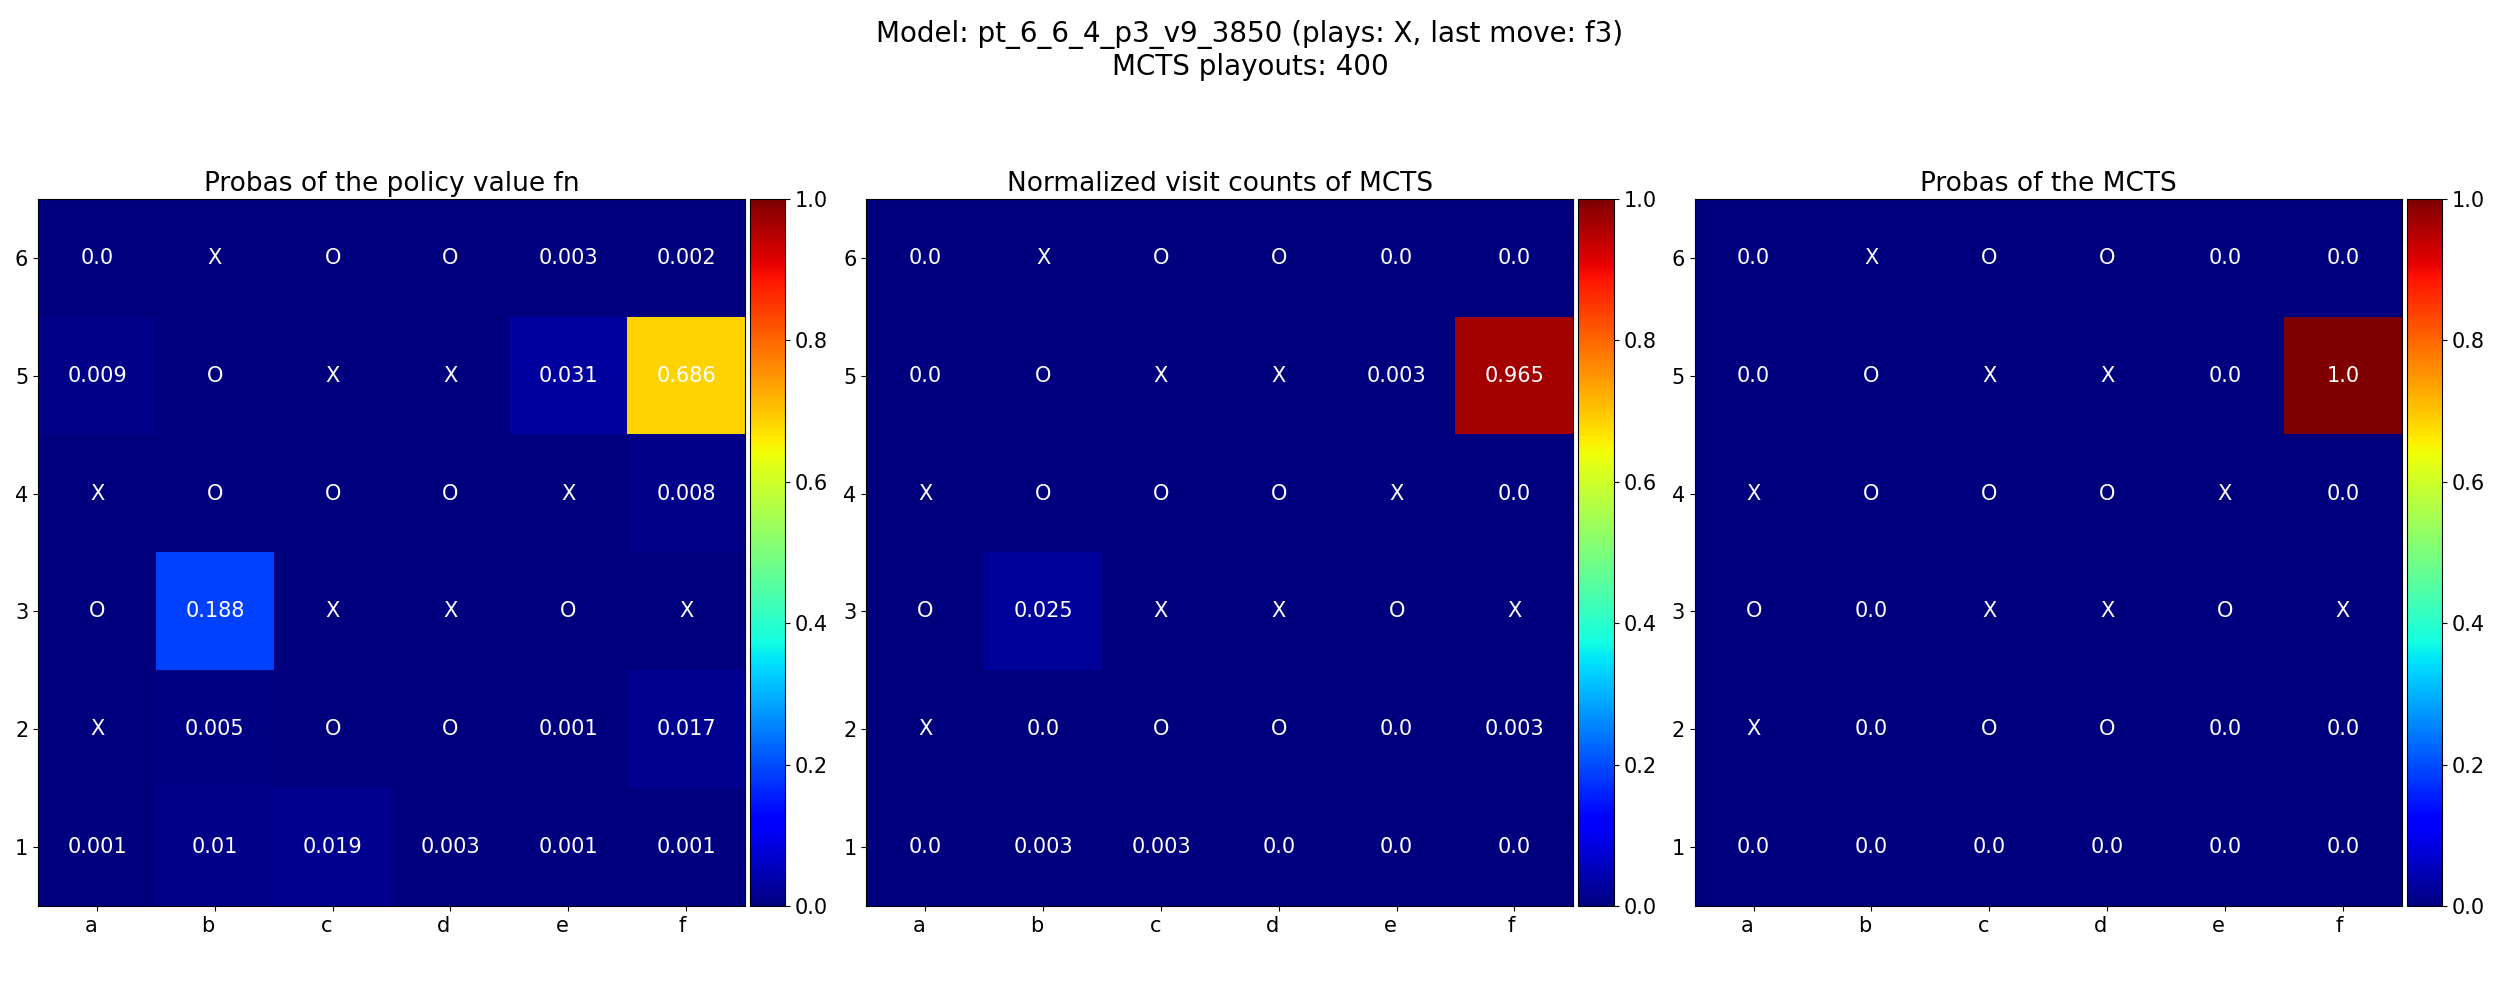 Model: pt_6_6_4_p3_v9_3850 (plays: X, last move: f3)
MCTS playouts: 400
Probas of the policy value fn
1.0
6 0.0 X O O 0.003 0.002
0.8
5 0.009 O X X 0.031 0.686
4 X O O O X 0.008
0.6
3 O 0.188 X X O X
0.4
2 X 0.005 O O 0.001 0.017
0.2
1 0.001 0.01 0.019 0.003 0.001 0.001
0.0
a b c d e f
Normalized visit counts of MCTS
1.0
6 0.0 X O O 0.0 0.0
0.8
5 0.0 O X X 0.003 0.965
4 X O O O X 0.0
0.6
3 O 0.025 X X O X
0.4
2 X 0.0 O O 0.0 0.003
0.2
1 0.0 0.003 0.003 0.0 0.0 0.0
0.0
a b c d e f
Probas of the MCTS
1.0
6 0.0 X O O 0.0 0.0
0.8
5 0.0 O X X 0.0 1.0
4 X O O O X 0.0
0.6
3 O 0.0 X X O X
0.4
2 X 0.0 O O 0.0 0.0
0.2
1 0.0 0.0 0.0 0.0 0.0 0.0
0.0
a b c d e f